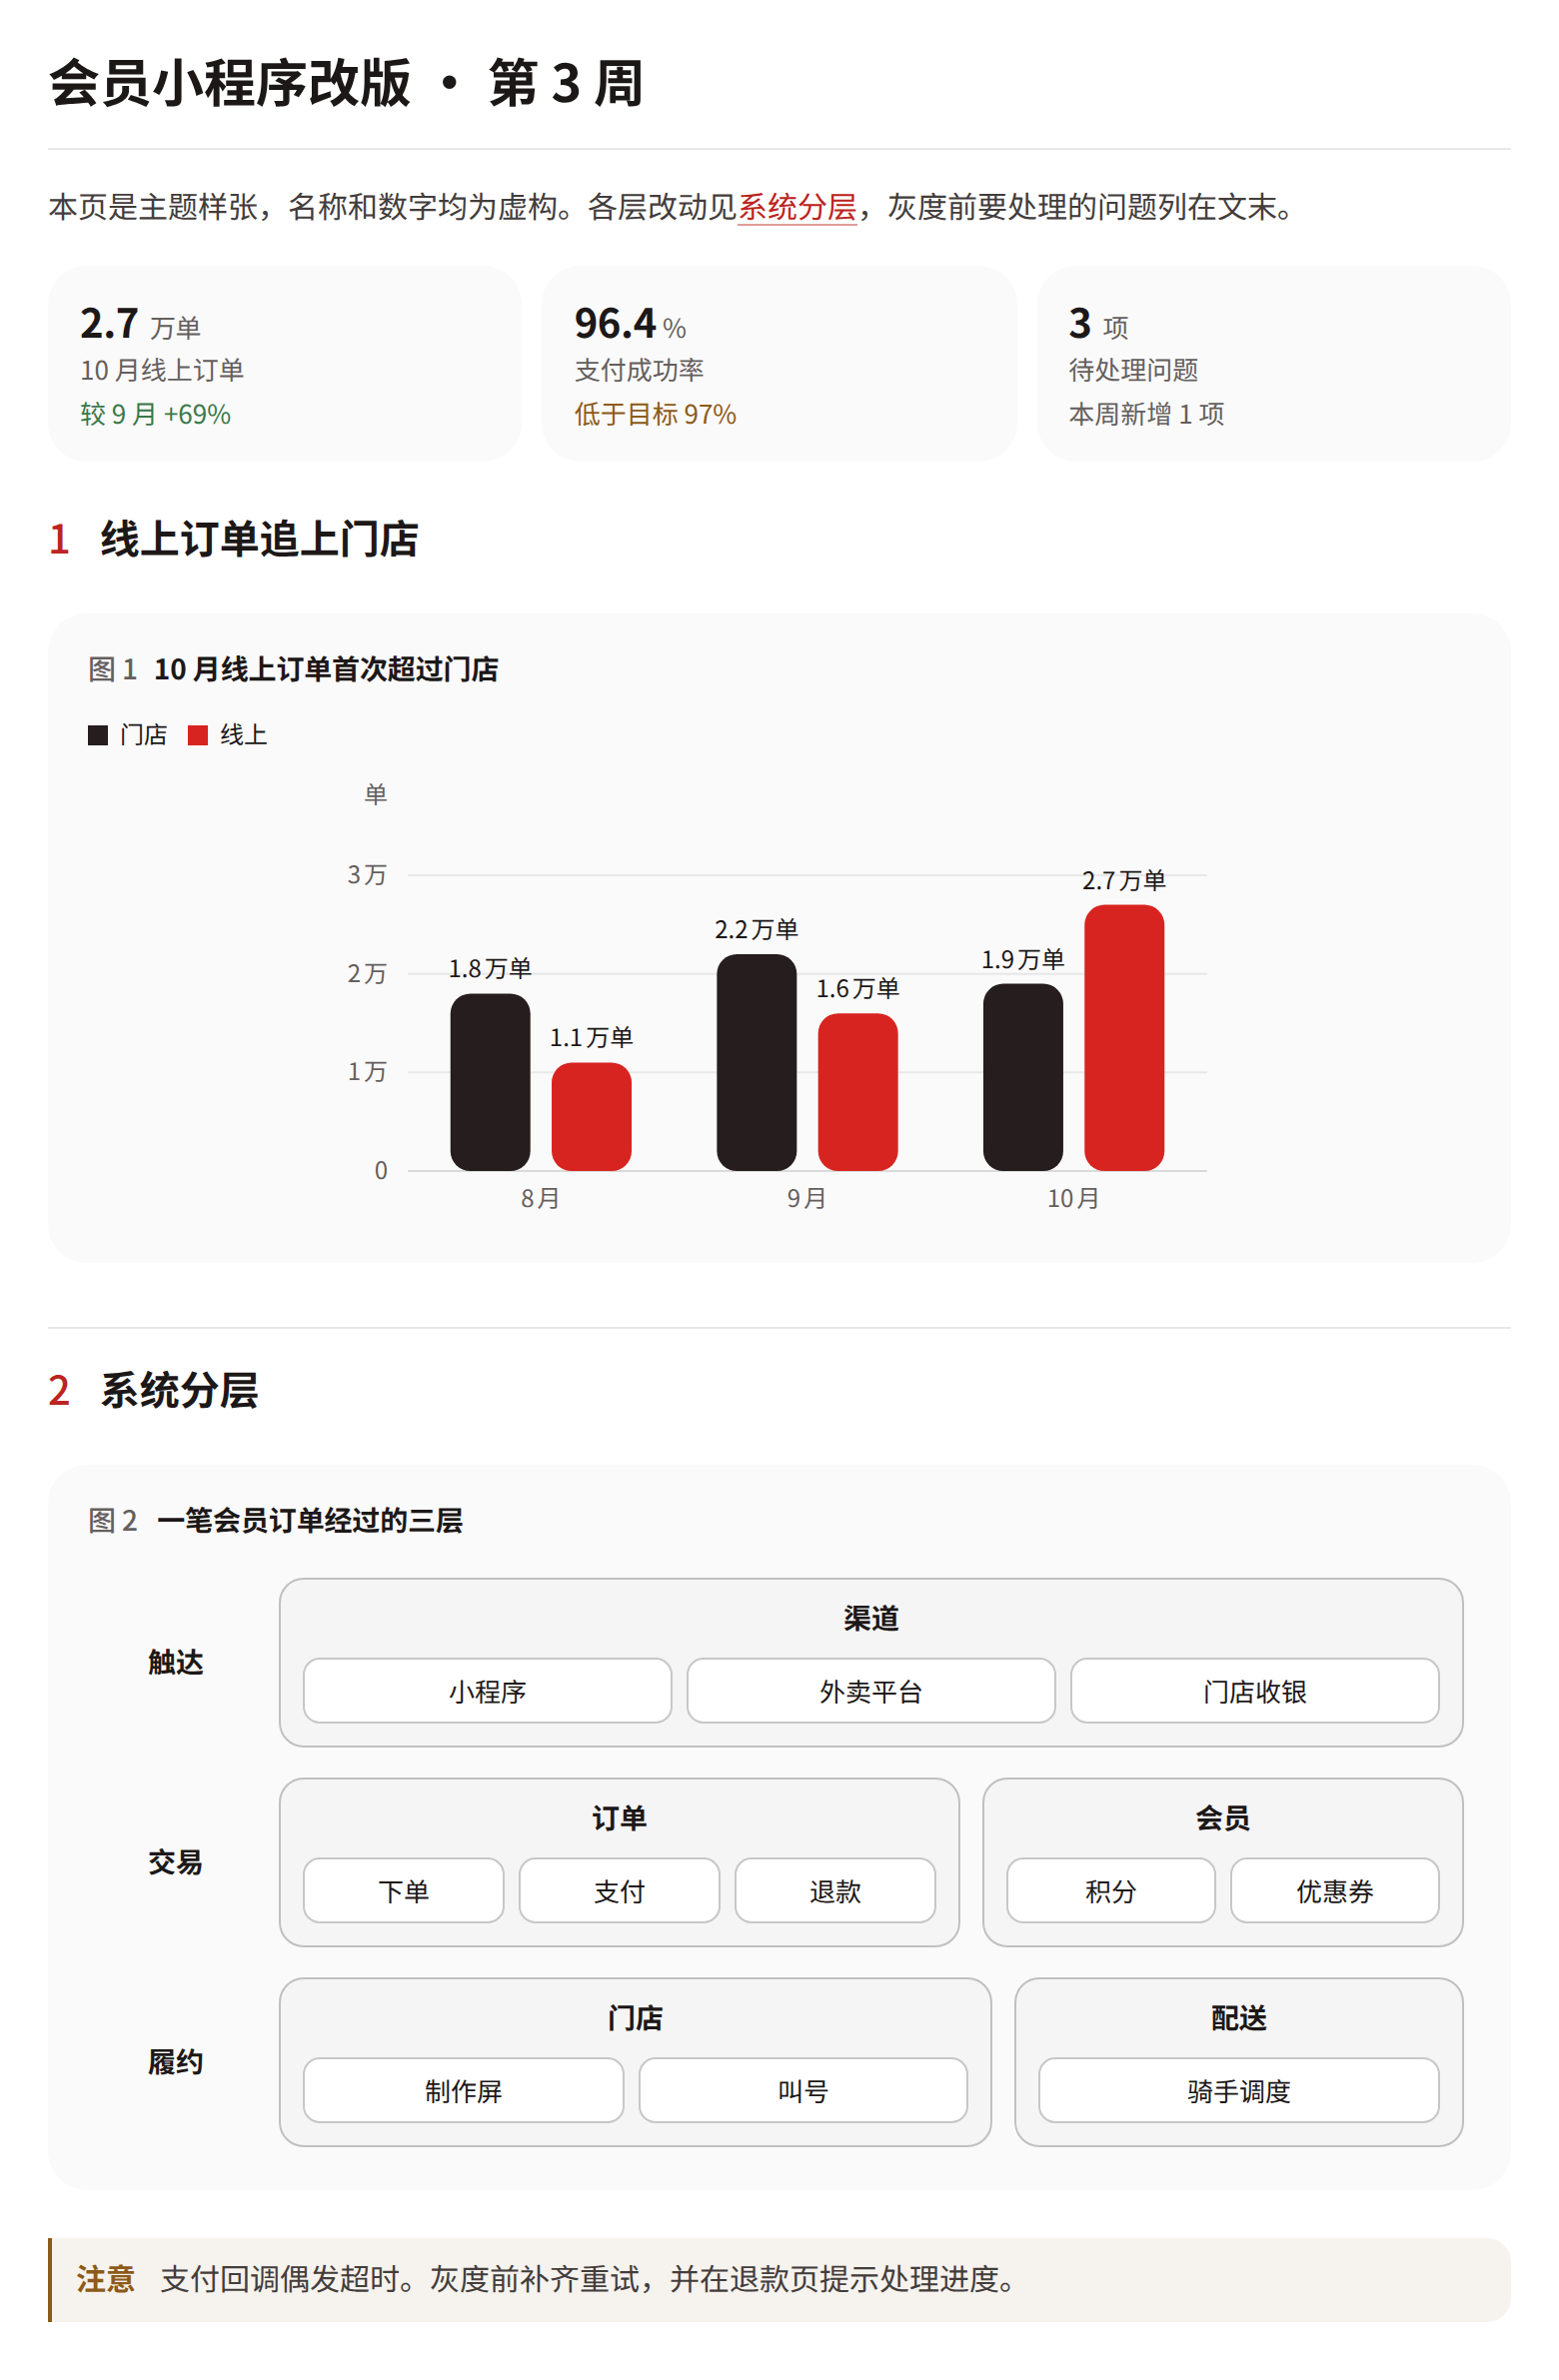 会员小程序改版 · 第 3 周
本页是主题样张，名称和数字均为虚构。各层改动见系统分层，灰度前要处理的问题列在文末。
2.7 万单
10 月线上订单
较 9 月 +69%
96.4 %
支付成功率
低于目标 97%
3 项
待处理问题
本周新增 1 项
1 线上订单追上门店
图 1 10 月线上订单首次超过门店
门店 线上
单
3 万
2 万
1 万
0
1.8 万单
1.1 万单
2.2 万单
1.6 万单
1.9 万单
2.7 万单
8 月
9 月
10 月
2 系统分层
图 2 一笔会员订单经过的三层
触达
渠道
小程序
外卖平台
门店收银
交易
订单
下单
支付
退款
会员
积分
优惠券
履约
门店
制作屏
叫号
配送
骑手调度
注意 支付回调偶发超时。灰度前补齐重试，并在退款页提示处理进度。